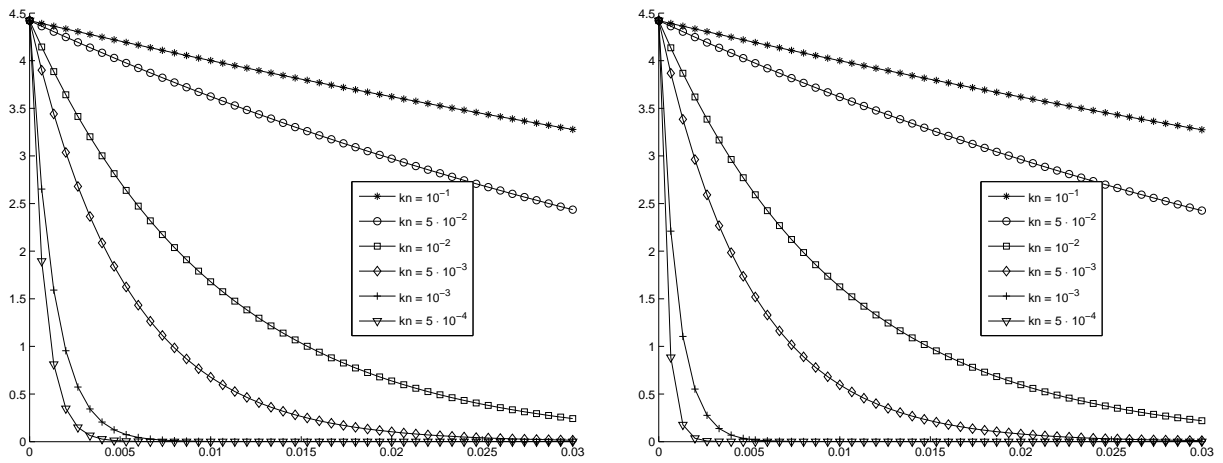 4.5
4
3.5
3
2.5
2
1.5
1
0.5
0
0 0.005 0.01 0.015 0.02 0.025 0.03
kn = 10⁻¹
kn = 5 · 10⁻²
kn = 10⁻²
kn = 5 · 10⁻³
kn = 10⁻³
kn = 5 · 10⁻⁴
4.5
4
3.5
3
2.5
2
1.5
1
0.5
0
0 0.005 0.01 0.015 0.02 0.025 0.03
kn = 10⁻¹
kn = 5 · 10⁻²
kn = 10⁻²
kn = 5 · 10⁻³
kn = 10⁻³
kn = 5 · 10⁻⁴